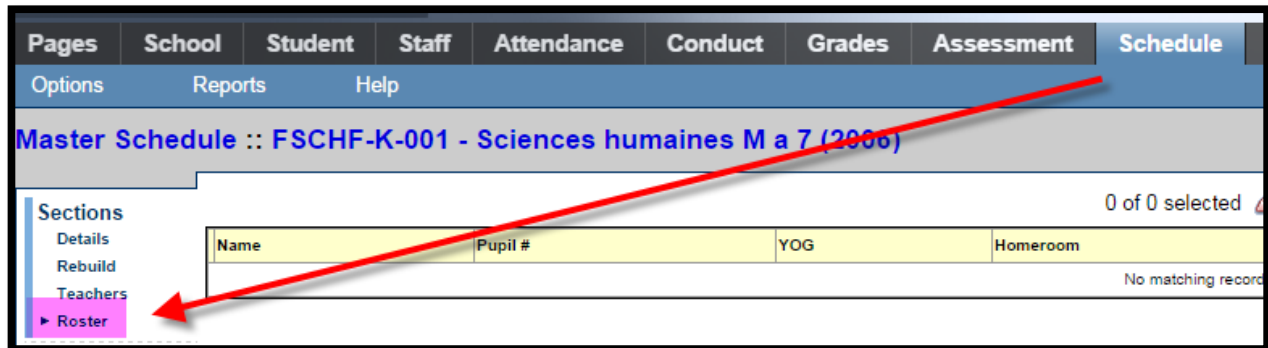 Pages School Student Staff Attendance Conduct Grades Assessment Schedule
Options Reports Help
Master Schedule :: FSCHF-K-001 - Sciences humaines M a 7 (2006)
0 of 0 selected
Sections
Details
Name Pupil # YOG Homeroom
Rebuild
No matching record
Teachers
Roster